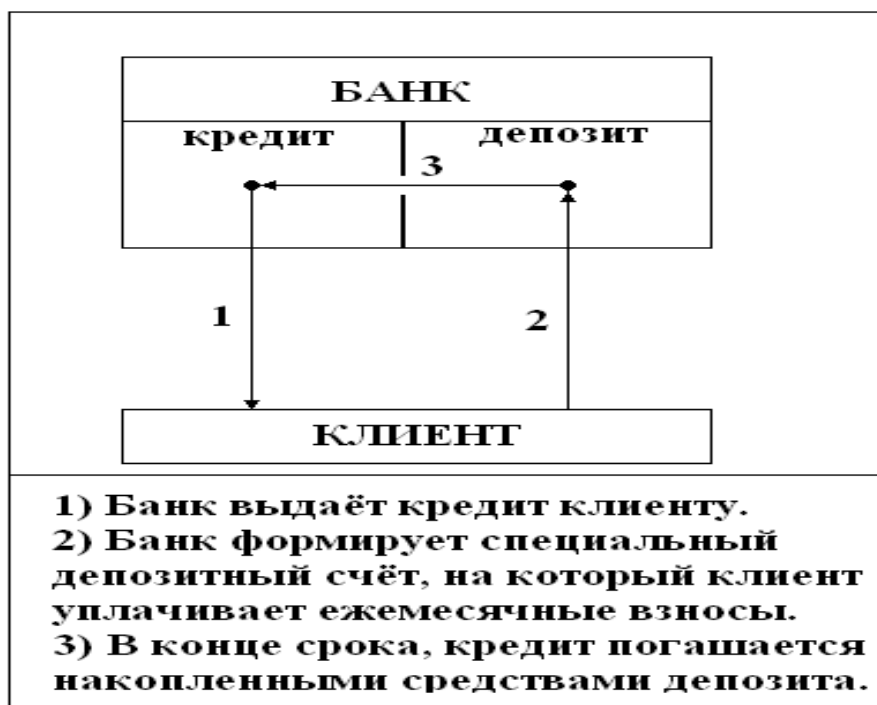 БАНК
кредит депозит
3
1 2
КЛИЕНТ
1) Банк выдаёт кредит клиенту.
2) Банк формирует специальный
депозитный счёт, на который клиент
уплачивает ежемесячные взносы.
3) В конце срока, кредит погашается
накопленными средствами депозита.